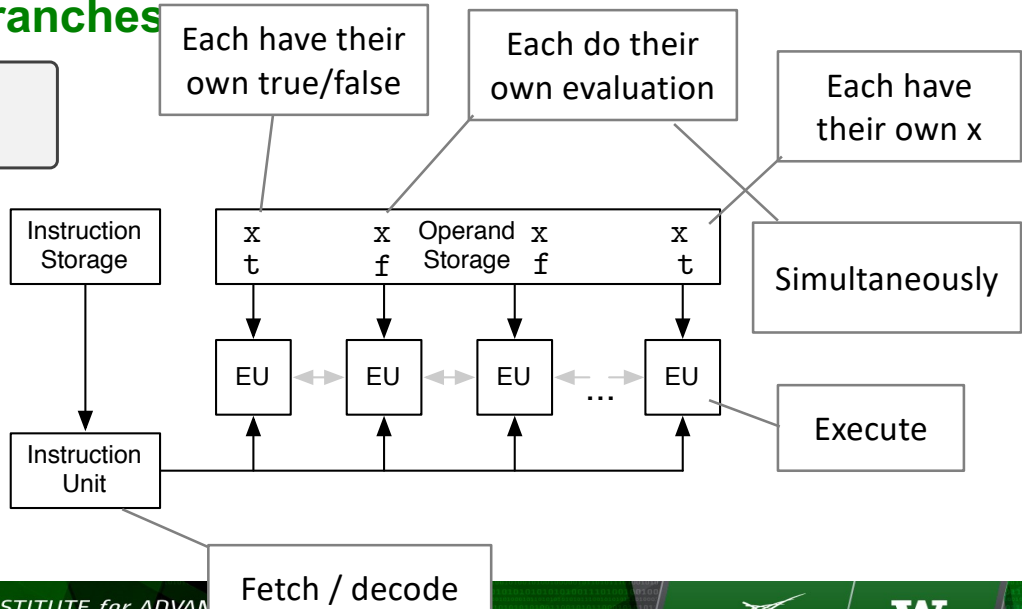 ranches
Each have their
own true/false
Each do their
own evaluation
Each have
their own x
Instruction
Storage
x x Operand x x
t f Storage f t
Simultaneously
EU EU EU ... EU
Execute
Instruction
Unit
Fetch / decode
STITUTE for ADVAN
W